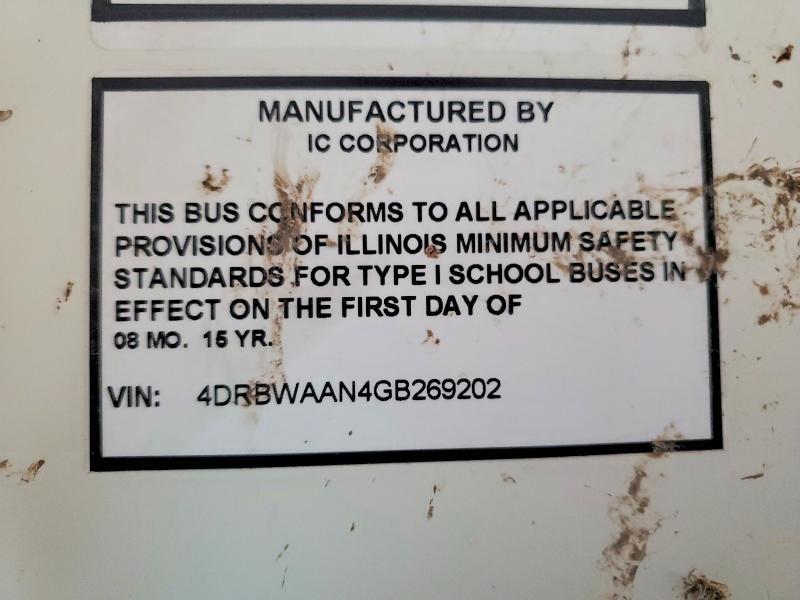 MANUFACTURED BY
IC CORPORATION
THIS BUS CONFORMS TO ALL APPLICABLE
PROVISIONS OF ILLINOIS MINIMUM SAFETY
STANDARDS FOR TYPE I SCHOOL BUSES IN
EFFECT ON THE FIRST DAY OF
08 MO. 15 YR.
VIN: 4DRBWAAN4GB269202